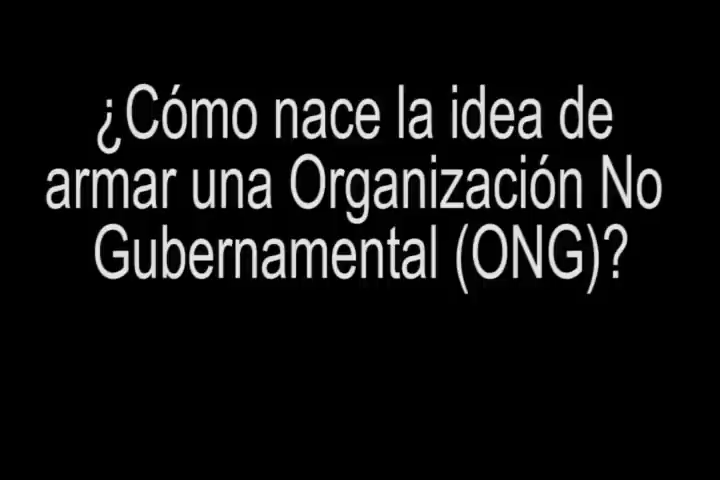 ¿Cómo nace la idea de
armar una Organización No
Gubernamental (ONG)?